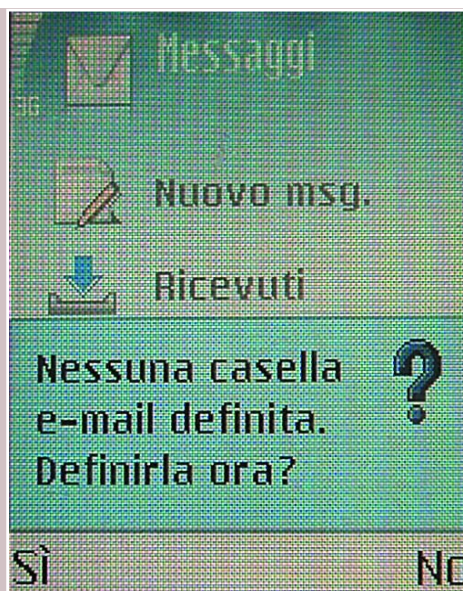 Messaggi
3G
Nuovo msg.
Ricevuti
Nessuna casella
e-mail definita.
Definirla ora?
Sì No